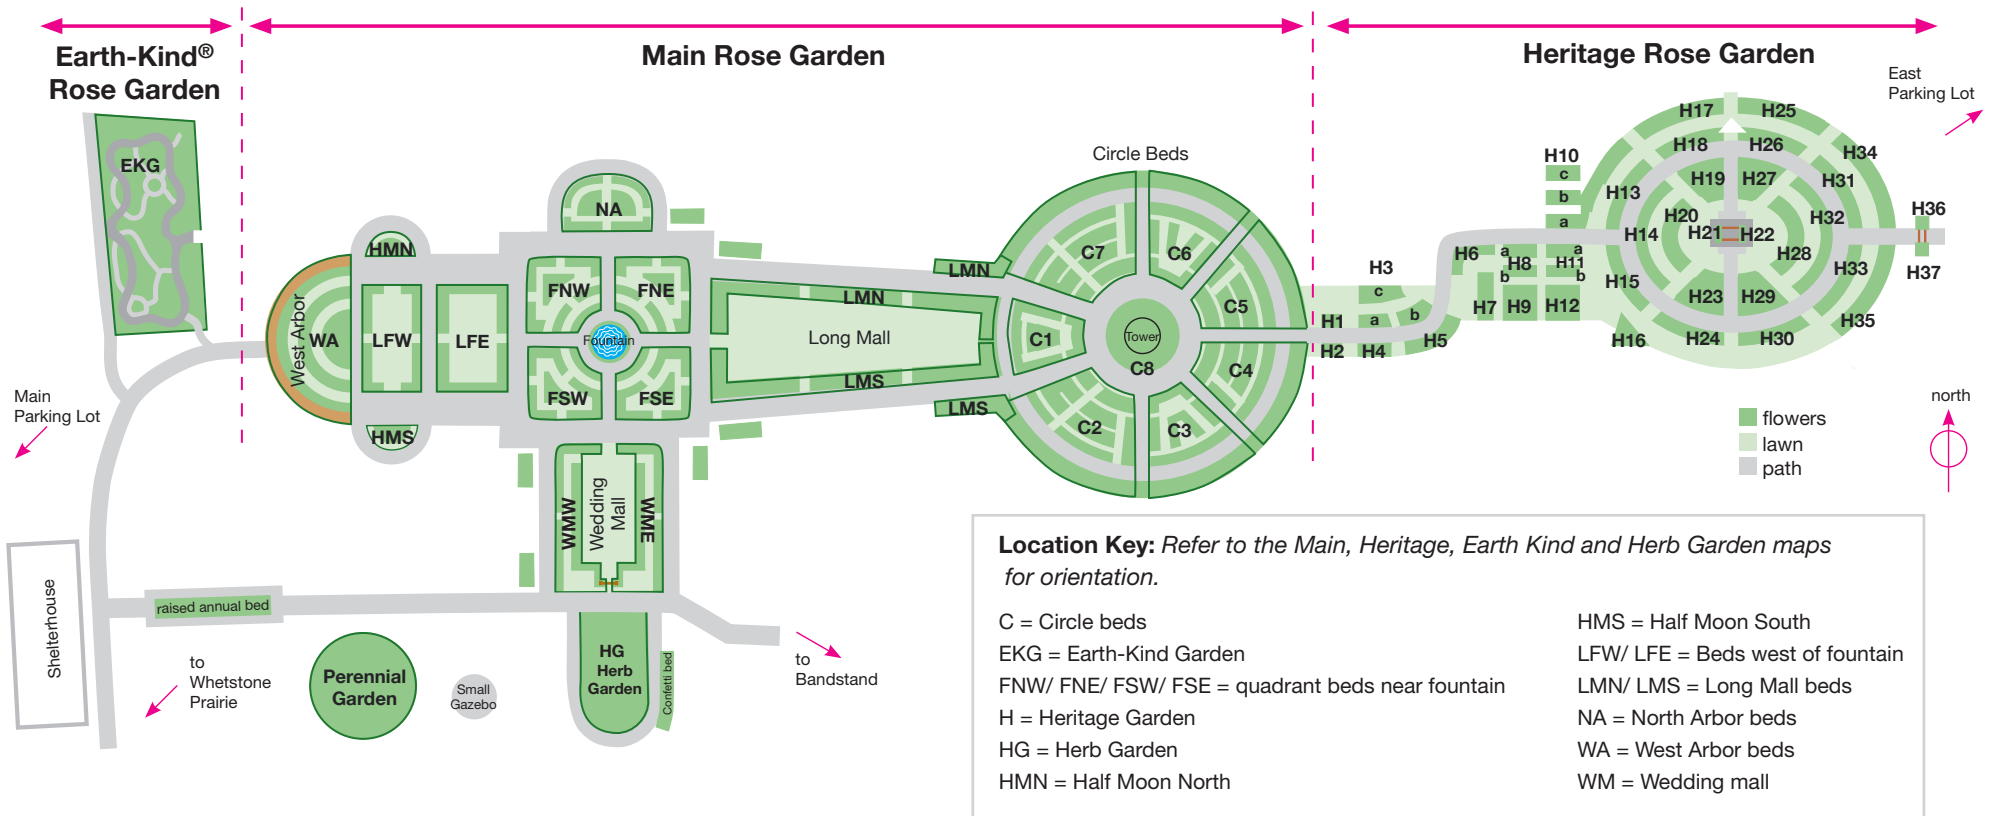 Earth-Kind®
Rose Garden
Main Rose Garden
Heritage Rose Garden
East
Parking Lot
EKG
West Arbor
WA
HMN
HMS
LFW
LFE
NA
FNW
FNE
Fountain
FSW
FSE
LMN
LMN
Long Mall
LMS
LMS
Circle Beds
C7
C6
C5
C1
Tower
C8
C4
C2
C3
H1
H2
H3
c
a
b
H4
H5
H6
a
H8
b
H7
H9
H10
c
b
a
a
H11
b
H12
H17
H25
H18
H26
H34
H19
H27
H31
H13
H20
H32
H36
H14
H21
H22
H28
H33
H37
H15
H23
H29
H16
H24
H30
H35
Main
Parking Lot
WMW
Wedding
Mall
WME
Shelterhouse
raised annual bed
to
Whetstone
Prairie
Perennial
Garden
Small
Gazebo
HG
Herb
Garden
Confetti bed
to
Bandstand
flowers
lawn
path
north
Location Key: Refer to the Main, Heritage, Earth Kind and Herb Garden maps
for orientation.
C = Circle beds
EKG = Earth-Kind Garden
FNW/ FNE/ FSW/ FSE = quadrant beds near fountain
H = Heritage Garden
HG = Herb Garden
HMN = Half Moon North
HMS = Half Moon South
LFW/ LFE = Beds west of fountain
LMN/ LMS = Long Mall beds
NA = North Arbor beds
WA = West Arbor beds
WM = Wedding mall